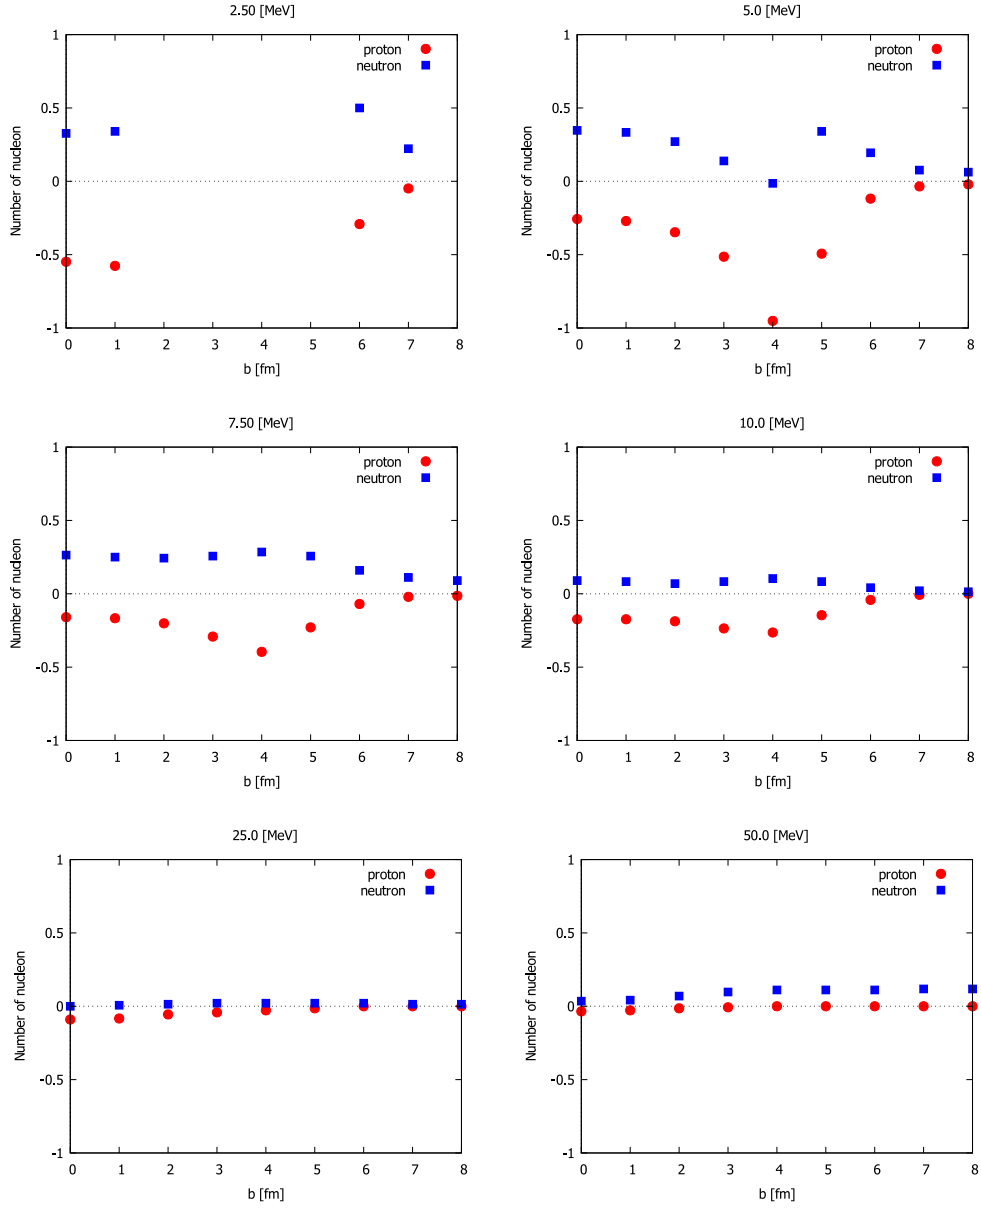 2.50 [MeV]
proton
neutron
Number of nucleon
1
0.5
0
-0.5
-1
0 1 2 3 4 5 6 7 8
b [fm]
5.0 [MeV]
proton
neutron
Number of nucleon
1
0.5
0
-0.5
-1
0 1 2 3 4 5 6 7 8
b [fm]
7.50 [MeV]
proton
neutron
Number of nucleon
1
0.5
0
-0.5
-1
0 1 2 3 4 5 6 7 8
b [fm]
10.0 [MeV]
proton
neutron
Number of nucleon
1
0.5
0
-0.5
-1
0 1 2 3 4 5 6 7 8
b [fm]
25.0 [MeV]
proton
neutron
Number of nucleon
1
0.5
0
-0.5
-1
0 1 2 3 4 5 6 7 8
b [fm]
50.0 [MeV]
proton
neutron
Number of nucleon
1
0.5
0
-0.5
-1
0 1 2 3 4 5 6 7 8
b [fm]